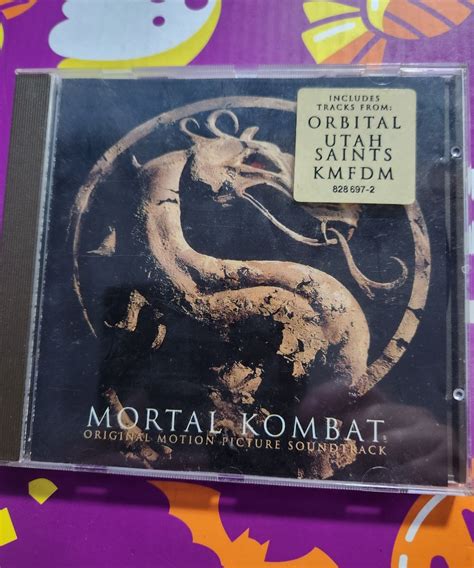 INCLUDES
TRACKS FROM:
ORBITAL
UTAH
SAINTS
KMFDM
828 697-2
MORTAL KOMBAT
ORIGINAL MOTION PICTURE SOUNDTRACK